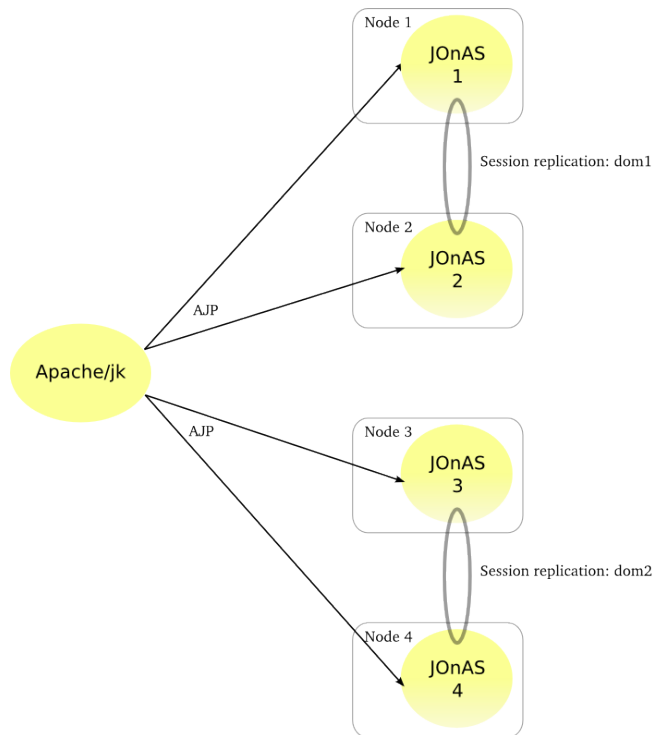 Node 1
JOnAS
1
Session replication: dom1
Node 2
JOnAS
2
AJP
Apache/jk
AJP
Node 3
JOnAS
3
Session replication: dom2
Node 4
JOnAS
4